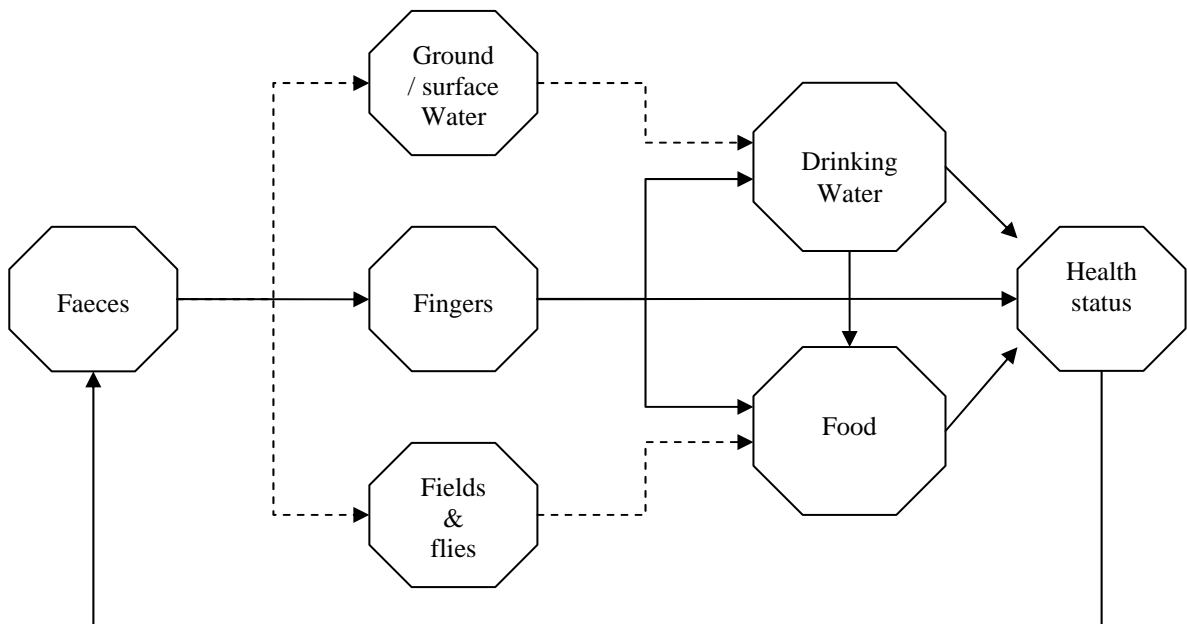 Ground
/ surface
Water
Drinking
Water
Faeces
Fingers
Health
status
Food
Fields
&
flies